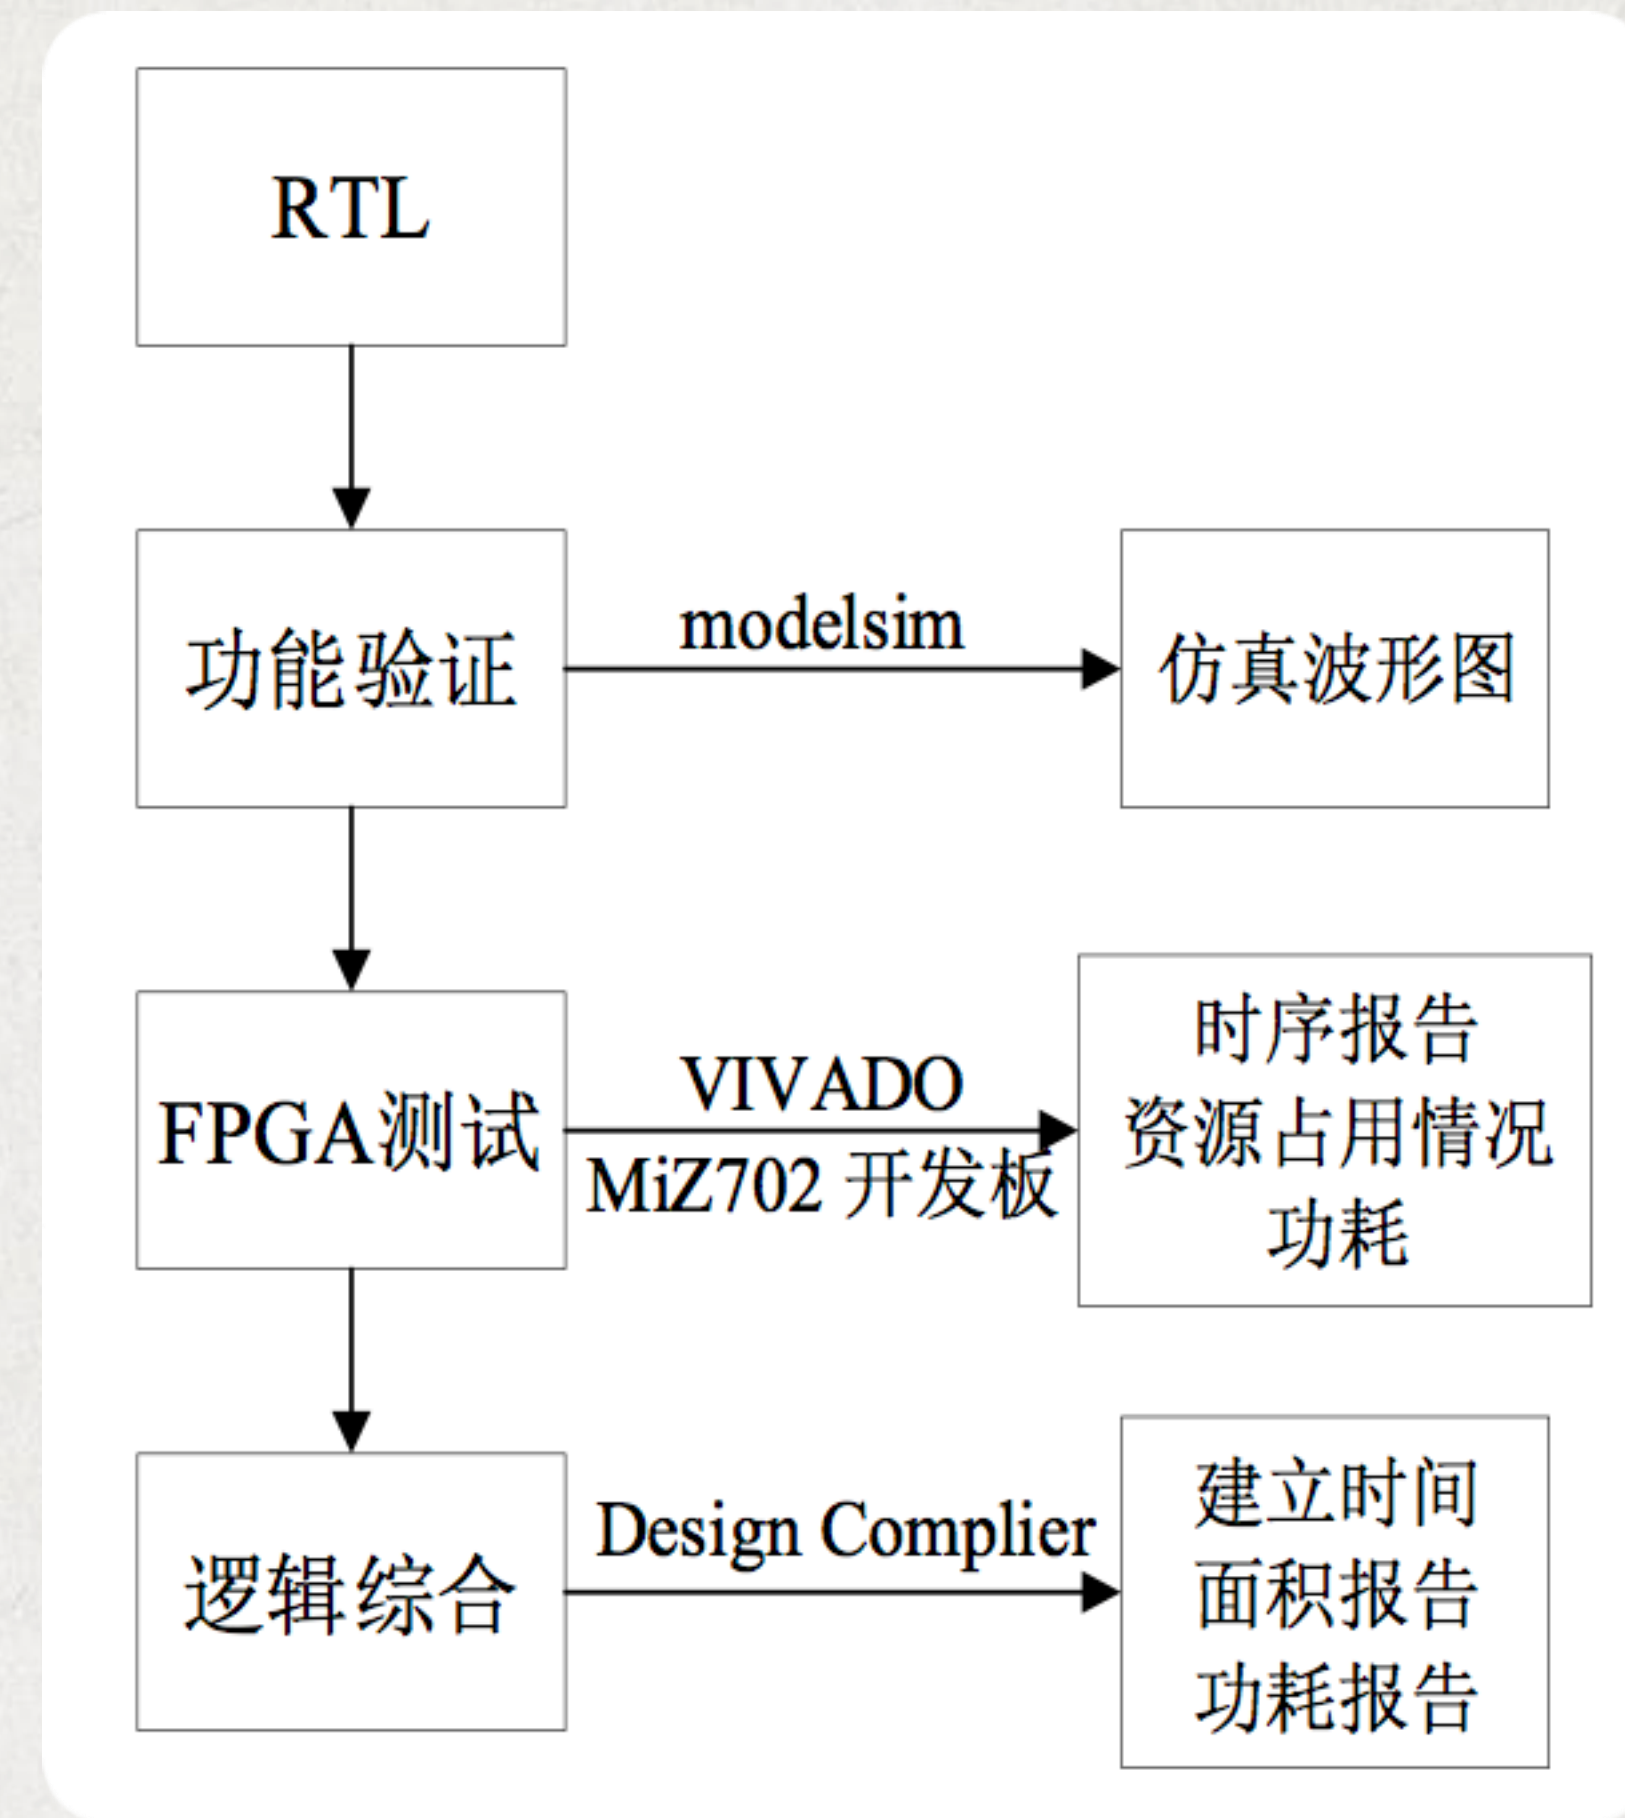 RTL
功能验证
modelsim
仿真波形图
FPGA测试
VIVADO
MiZ702 开发板
时序报告
资源占用情况
功耗
逻辑综合
Design Complier
建立时间
面积报告
功耗报告